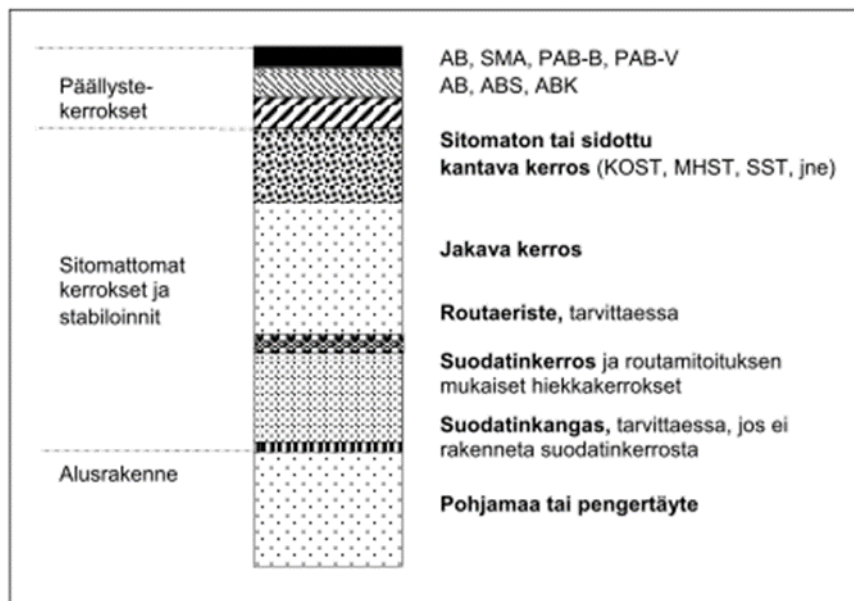 Päällyste-
kerrokset
Sitomattomat
kerrokset ja
stabiloinnit
Alusrakenne
AB, SMA, PAB-B, PAB-V
AB, ABS, ABK
Sitomaton tai sidottu
kantava kerros (KOST, MHST, SST, jne)
Jakava kerros
Routaeriste, tarvittaessa
Suodatinkerros ja routamitoituksen
mukaiset hiekkakerrokset
Suodatinkangas, tarvittaessa, jos ei
rakenneta suodatinkerrosta
Pohjamaa tai pengertäyte